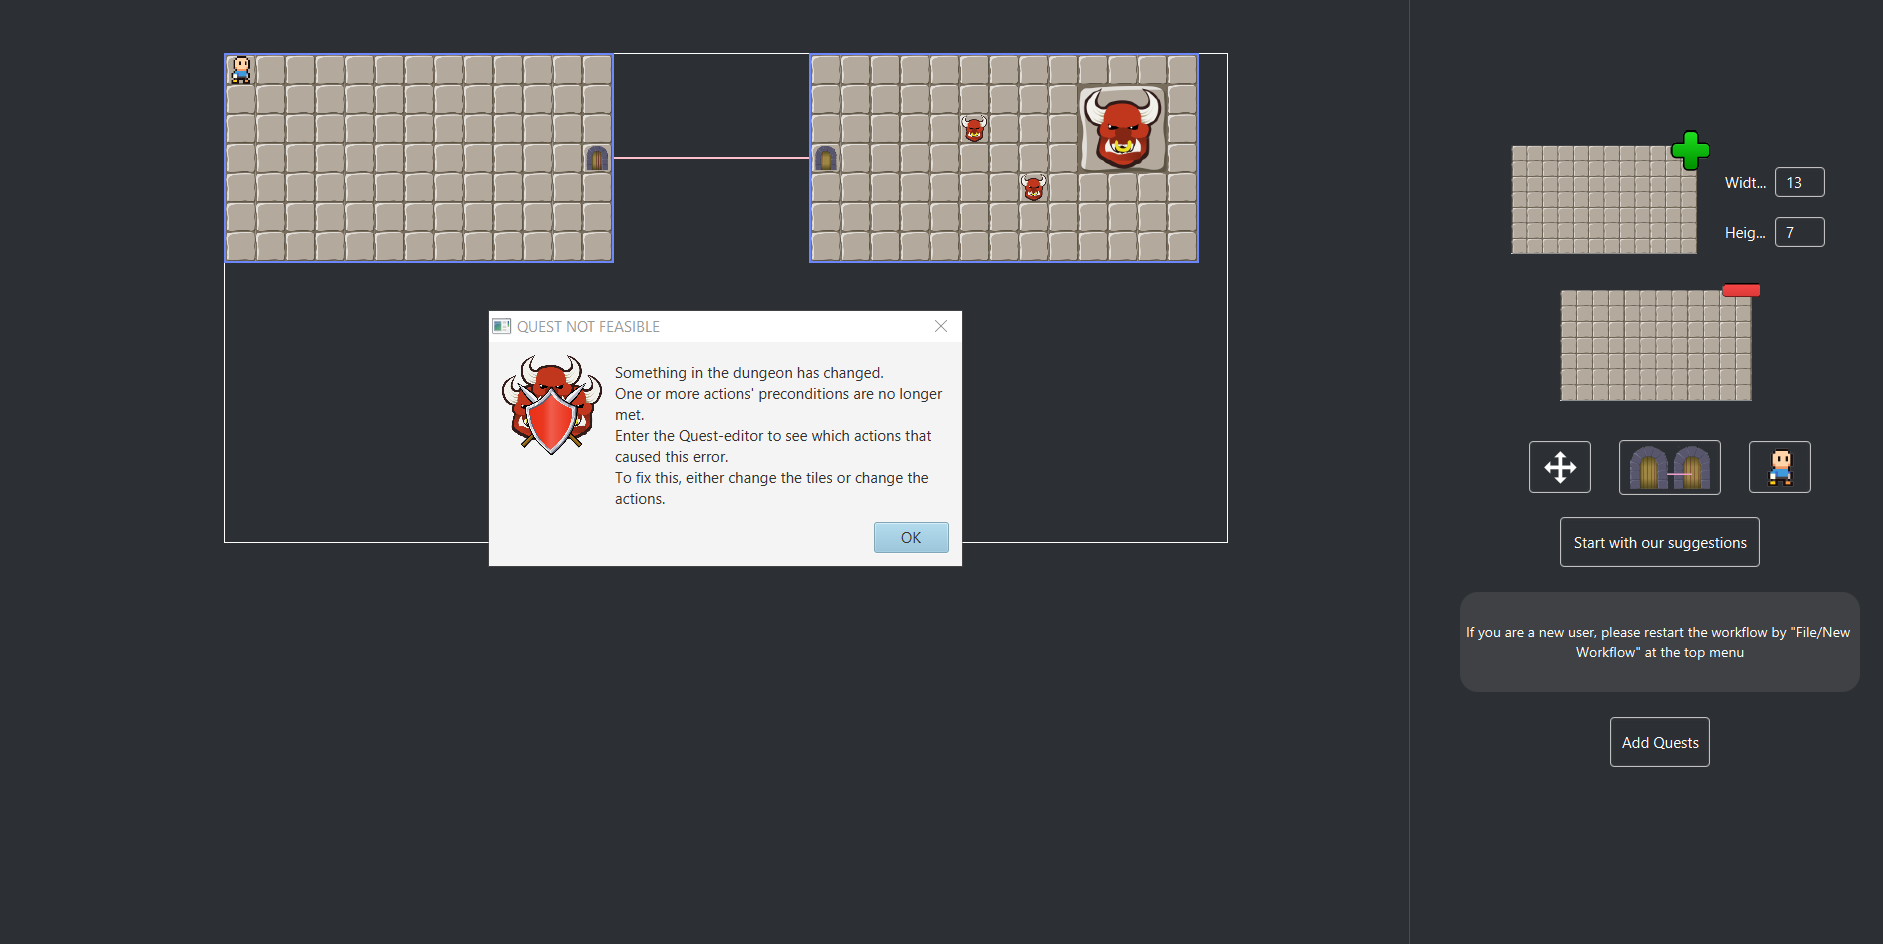 QUEST NOT FEASIBLE
Something in the dungeon has changed.
One or more actions' preconditions are no longer
met.
Enter the Quest-editor to see which actions that
caused this error.
To fix this, either change the tiles or change the
actions.
OK
Widt... 13
Heig... 7
Start with our suggestions
If you are a new user, please restart the workflow by "File/New
Workflow" at the top menu
Add Quests